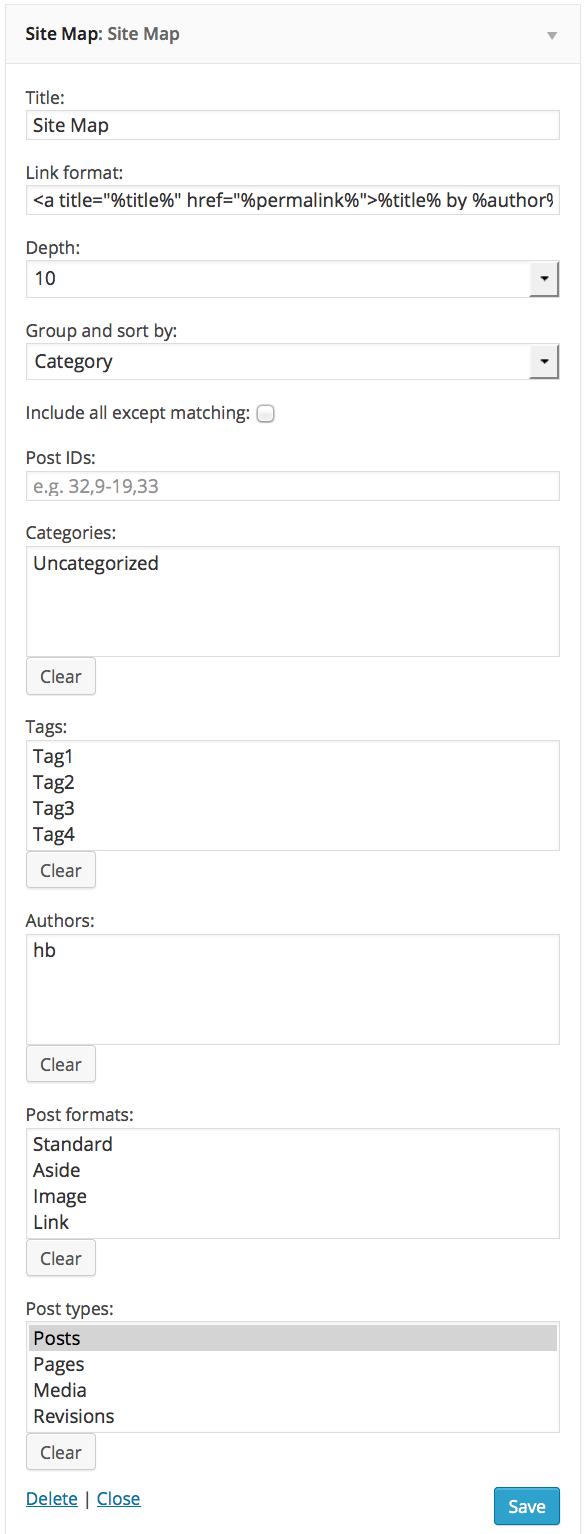 Site Map: Site Map
Title:
Site Map
Link format:
<a title="%title%" href="%permalink%">%title% by %author%
Depth:
10
Group and sort by:
Category
Include all except matching:
Post IDs:
e.g. 32,9-19,33
Categories:
Uncategorized
Clear
Tags:
Tag1
Tag2
Tag3
Tag4
Clear
Authors:
hb
Clear
Post formats:
Standard
Aside
Image
Link
Clear
Post types:
Posts
Pages
Media
Revisions
Clear
Delete | Close
Save